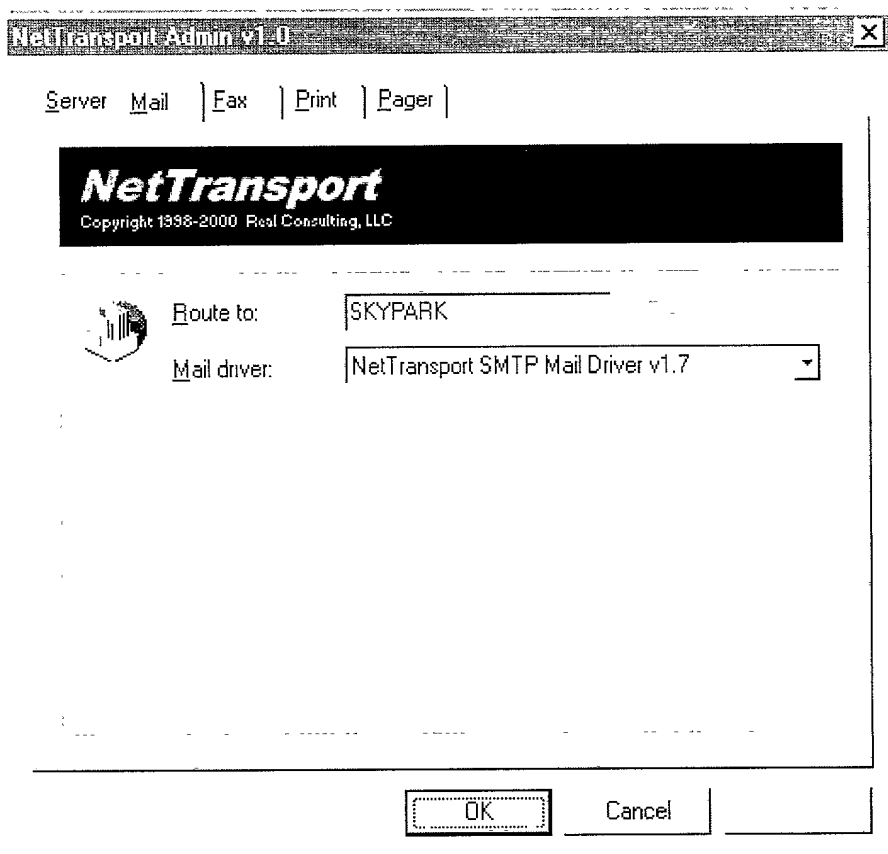 NetTransport Admin v1.0
Server Mail Fax Print Pager
NetTransport
Copyright 1998-2000 Real Consulting, LLC
Route to: SKYPARK
Mail driver: NetTransport SMTP Mail Driver v1.7
OK Cancel